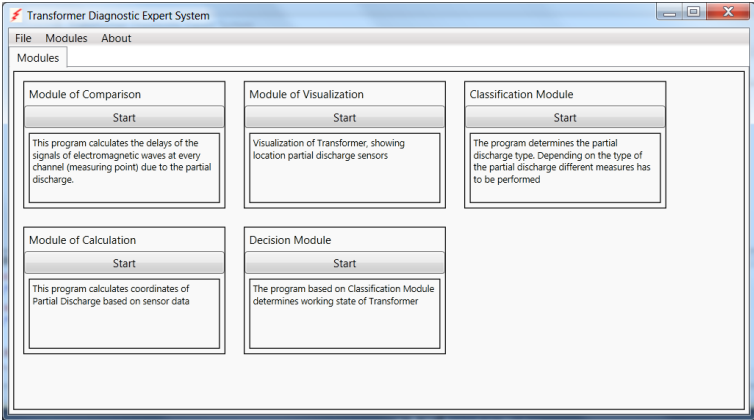 Transformer Diagnostic Expert System
File Modules About
Modules
Module of Comparison
Start
This program calculates the delays of the
signals of electromagnetic waves at every
channel (measuring point) due to the partial
discharge.
Module of Visualization
Start
Visualization of Transformer, showing
location partial discharge sensors
Classification Module
Start
The program determines the partial
discharge type. Depending on the type of
the partial discharge different measures has
to be performed
Module of Calculation
Start
This program calculates coordinates of
Partial Discharge based on sensor data
Decision Module
Start
The program based on Classification Module
determines working state of Transformer